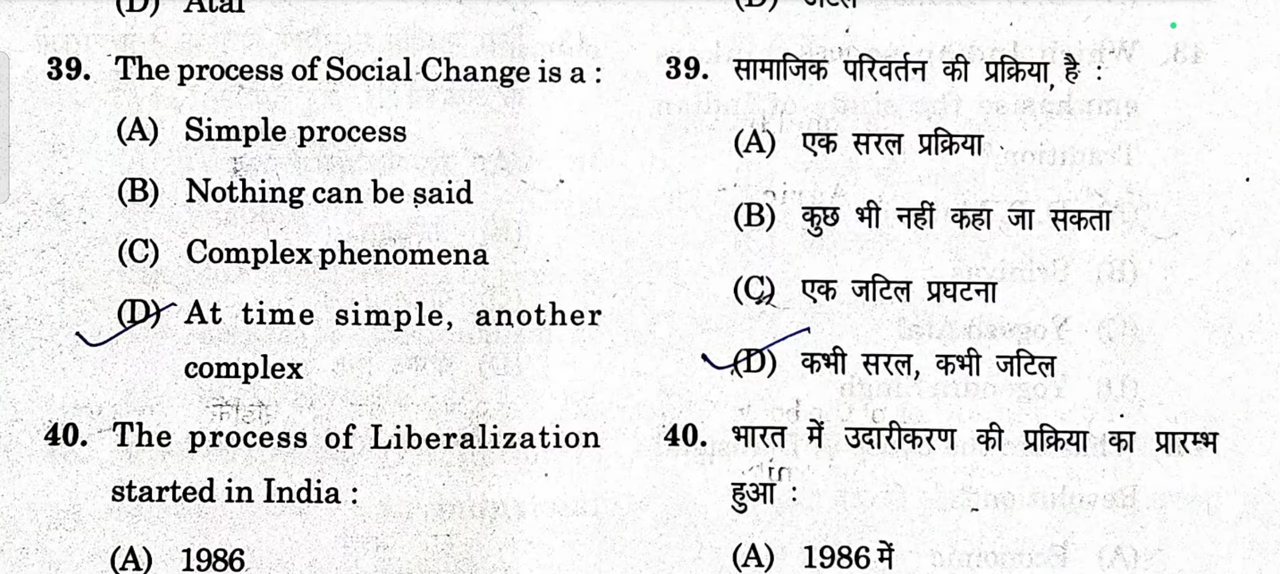 (D) Atal
39. The process of Social Change is a :
(A) Simple process
(B) Nothing can be said
(C) Complex phenomena
(D) At time simple, another
complex
40. The process of Liberalization
started in India :
(A) 1986
39. सामाजिक परिवर्तन की प्रक्रिया है :
(A) एक सरल प्रक्रिया
(B) कुछ भी नहीं कहा जा सकता
(C) एक जटिल प्रघटना
(D) कभी सरल, कभी जटिल
40. भारत में उदारीकरण की प्रक्रिया का प्रारम्भ
हुआ :
(A) 1986 में